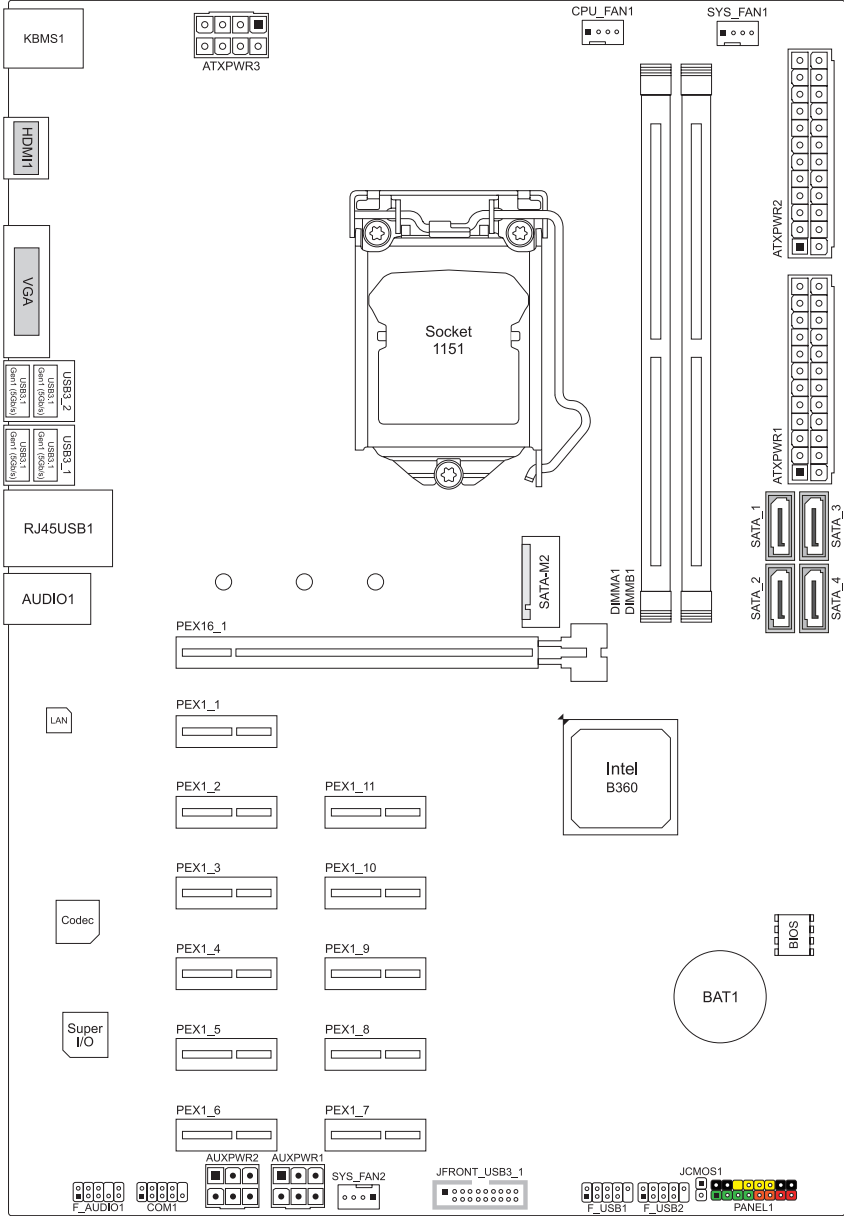 CPU_FAN1
SYS_FAN1
KBMS1
ATXPWR3
HDMI1
ATXPWR2
VGA
Socket
1151
USB3_2
USB3.1
Gen1 (5Gb/s)
USB3.1
Gen1 (5Gb/s)
USB3_1
USB3.1
Gen1 (5Gb/s)
USB3.1
Gen1 (5Gb/s)
ATXPWR1
RJ45USB1
SATA_1
SATA_3
AUDIO1
SATA-M2
DIMMA1
DIMMB1
SATA_2
SATA_4
PEX16_1
LAN
PEX1_1
Intel
B360
PEX1_2
PEX1_11
PEX1_3
PEX1_10
Codec
BIOS
PEX1_4
PEX1_9
BAT1
Super
I/O
PEX1_5
PEX1_8
PEX1_6
PEX1_7
AUXPWR2
AUXPWR1
SYS_FAN2
JFRONT_USB3_1
JCMOS1
F_AUDIO1
COM1
F_USB1
F_USB2
PANEL1